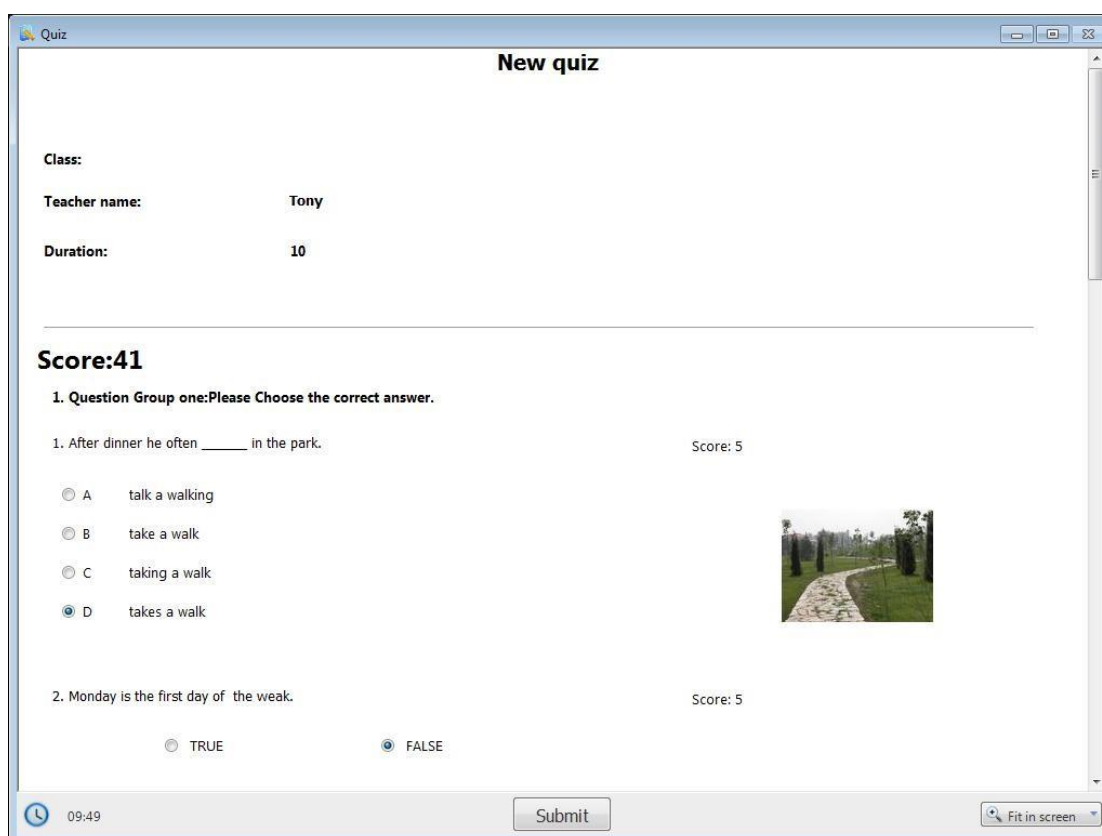 Quiz
New quiz
Class:
Teacher name: Tony
Duration: 10
Score:41
1. Question Group one:Please Choose the correct answer.
1. After dinner he often ______ in the park. Score: 5
A talk a walking
B take a walk
C taking a walk
D takes a walk
2. Monday is the first day of the weak. Score: 5
TRUE FALSE
09:49 Submit Fit in screen